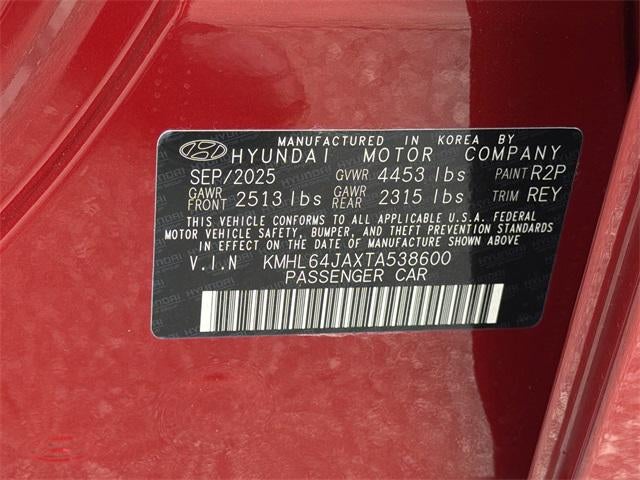 MANUFACTURED IN KOREA BY
HYUNDAI MOTOR COMPANY
SEP/2025 GVWR 4453 lbs PAINT R2P
GAWR FRONT 2513 lbs GAWR REAR 2315 lbs TRIM REY
THIS VEHICLE CONFORMS TO ALL APPLICABLE U.S.A. FEDERAL
MOTOR VEHICLE SAFETY, BUMPER, AND THEFT PREVENTION STANDARDS
IN EFFECT ON THE DATE OF MANUFACTURE SHOWN ABOVE
V.I.N KMHL64JAXTA538600
PASSENGER CAR